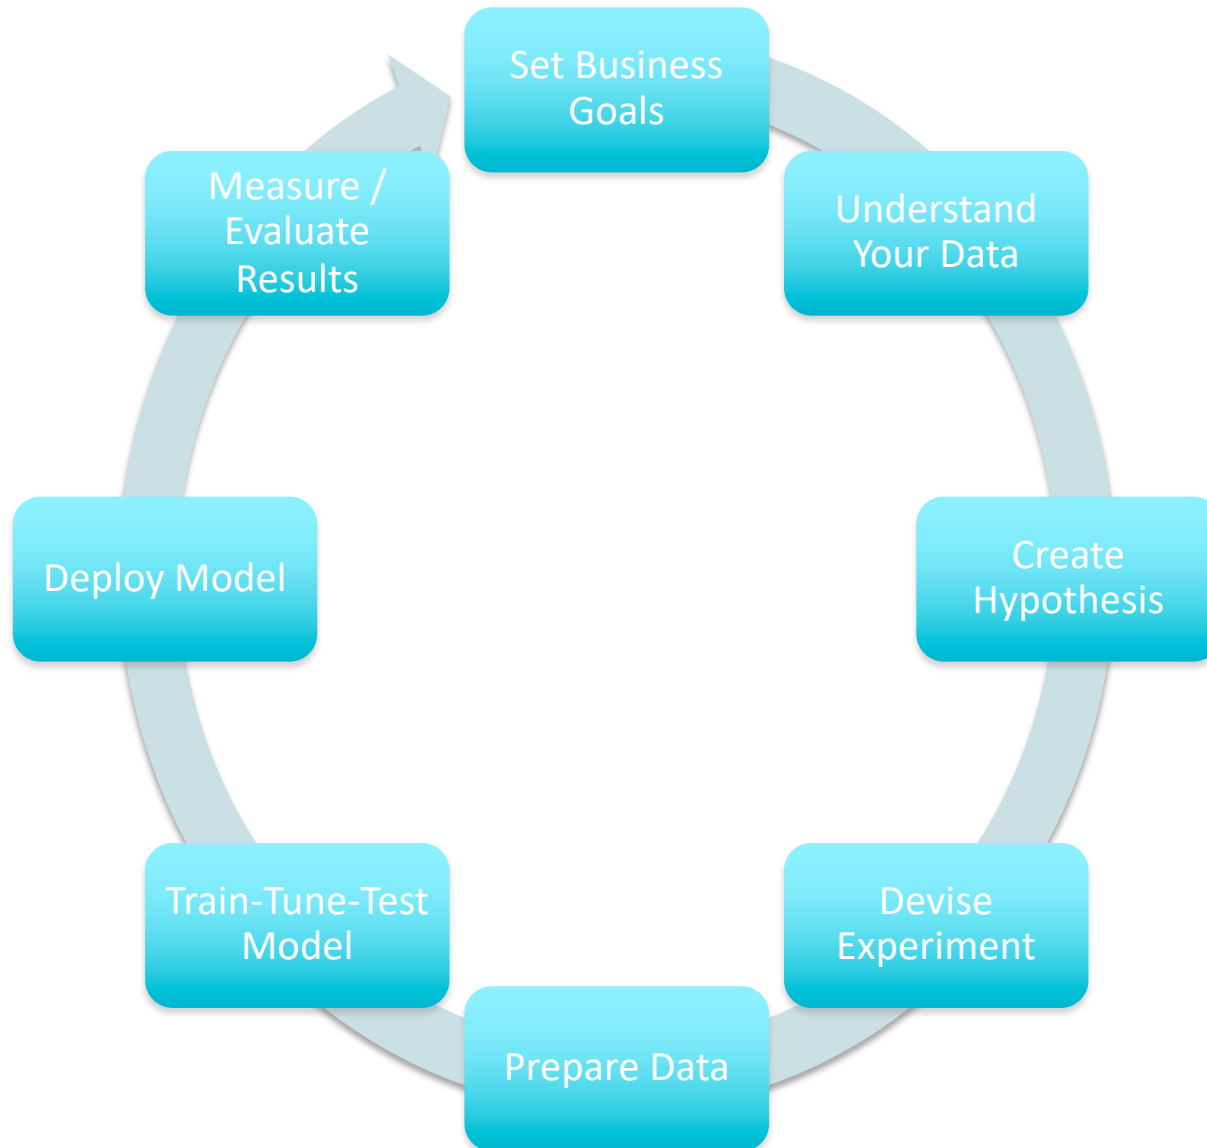 Set Business
Goals
Understand
Your Data
Create
Hypothesis
Devise
Experiment
Prepare Data
Train-Tune-Test
Model
Deploy Model
Measure /
Evaluate
Results